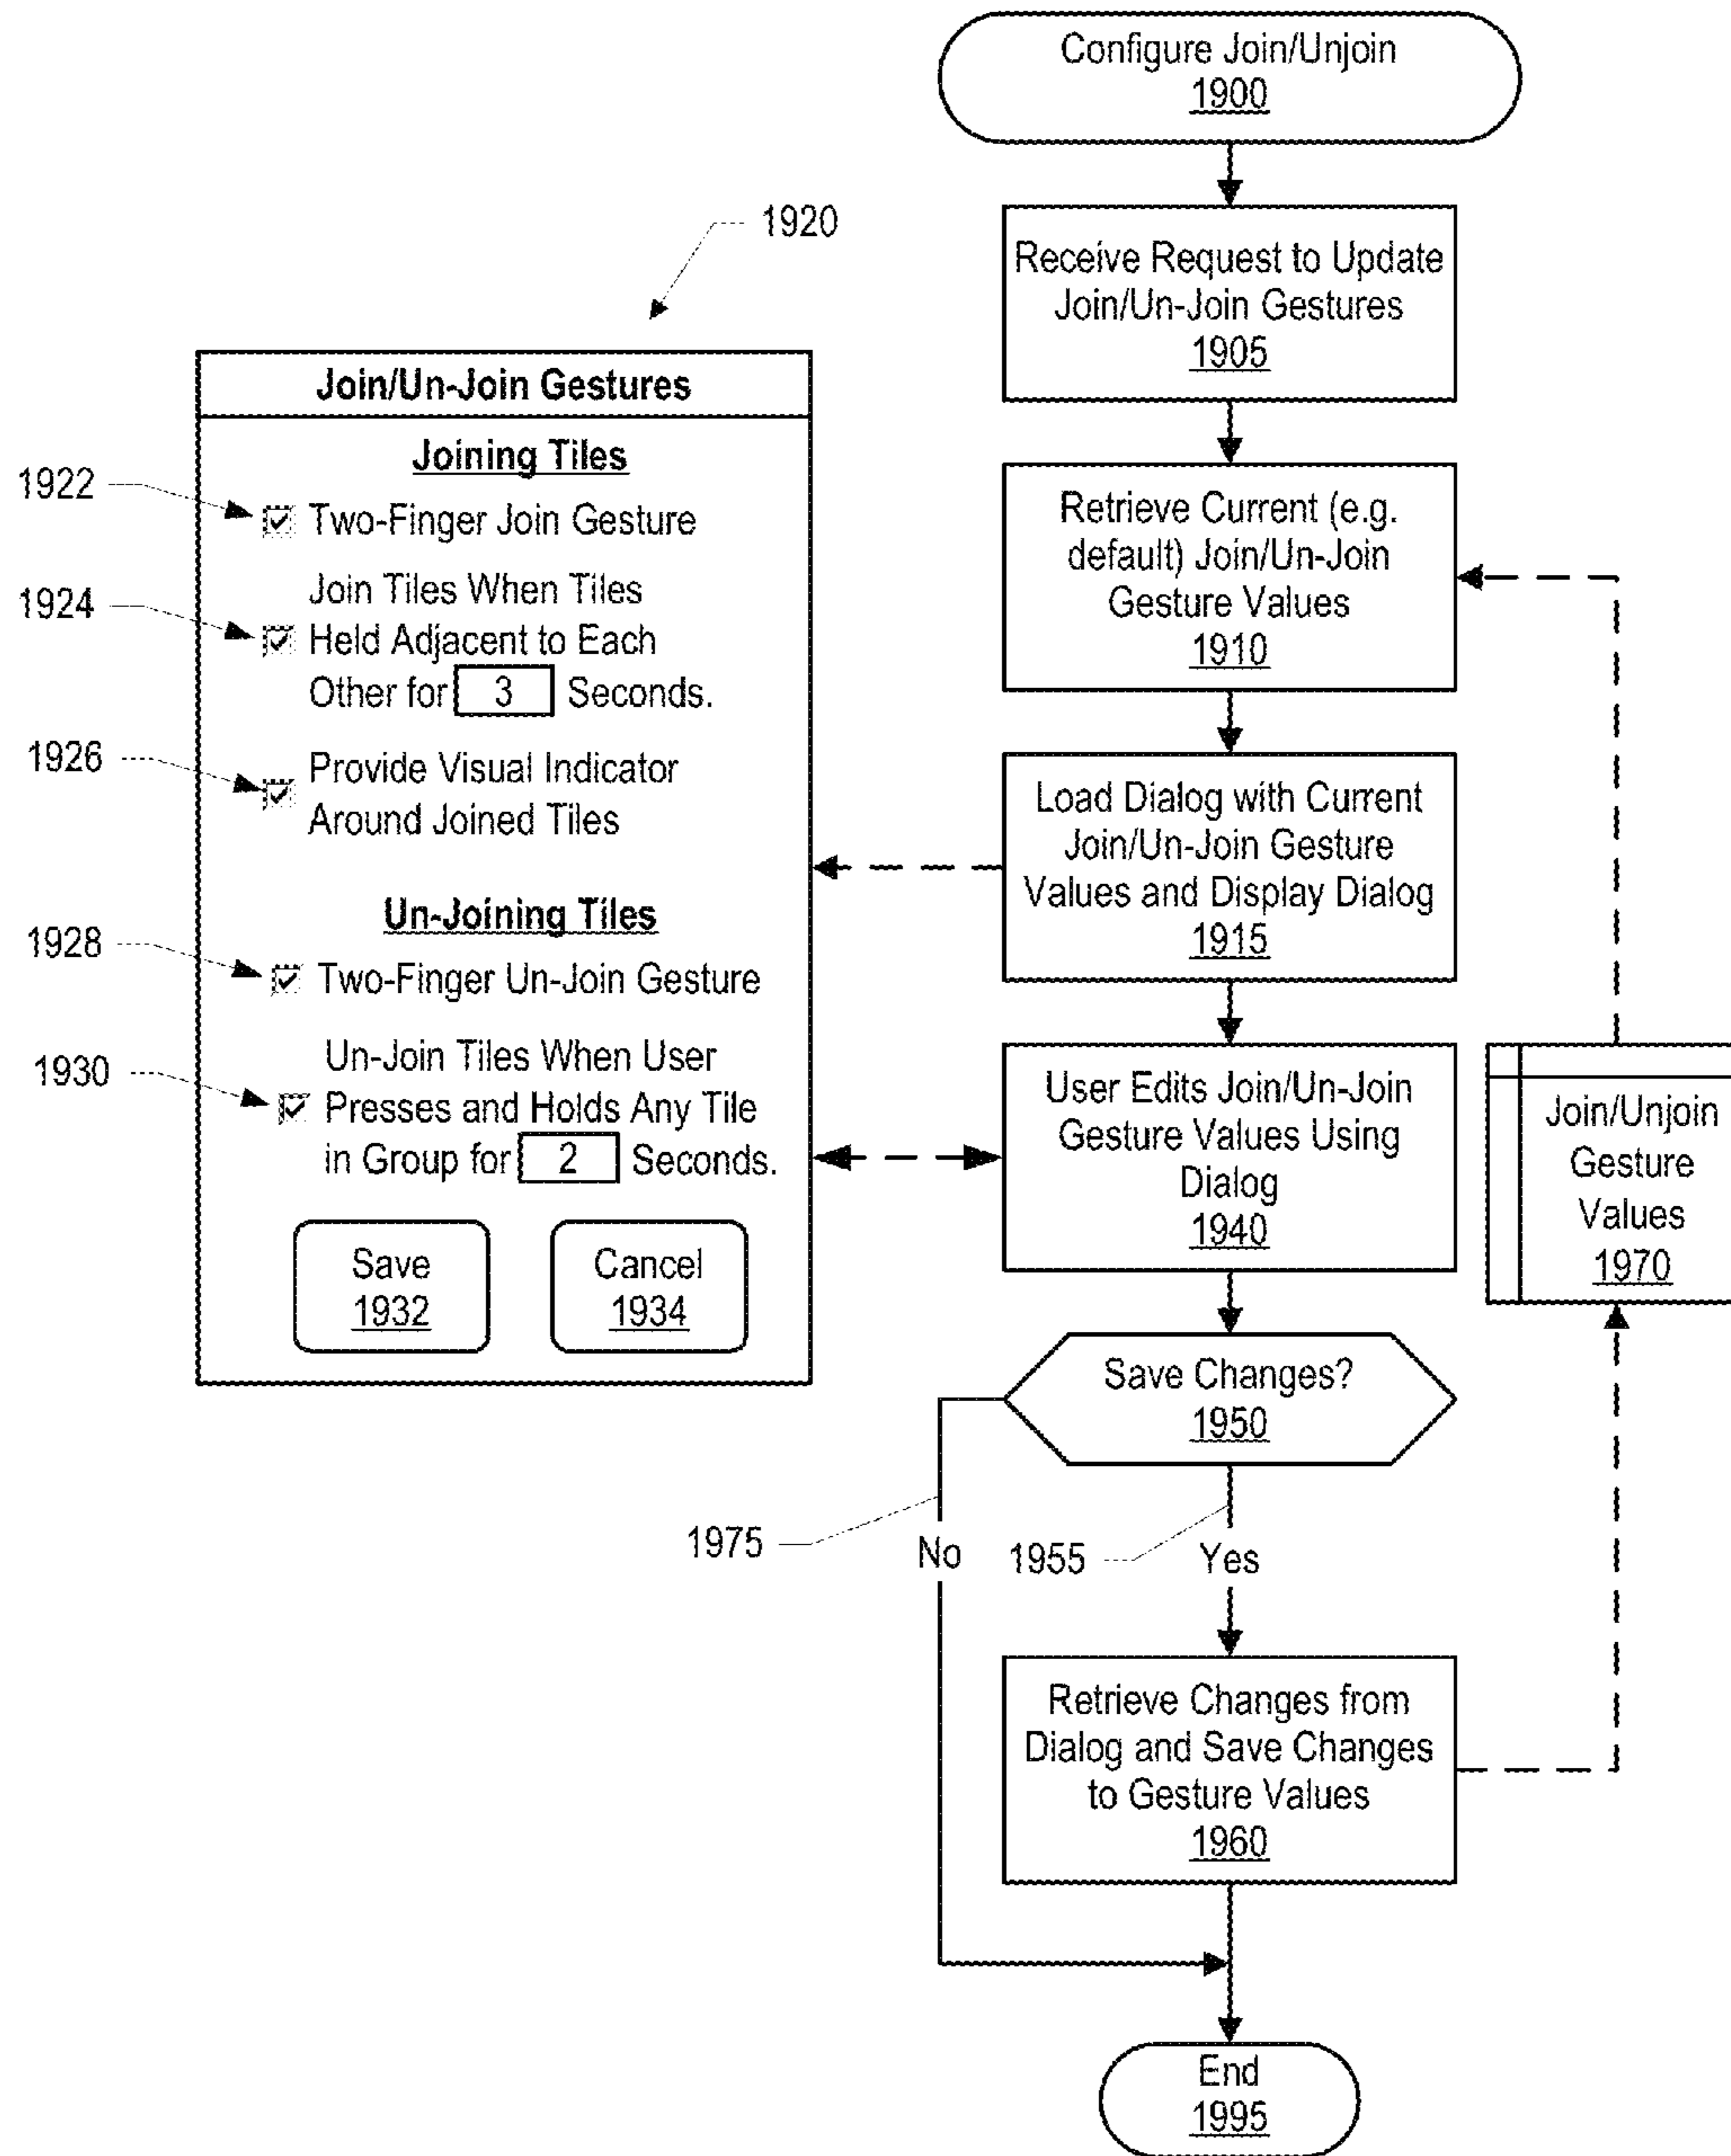 Configure Join/Unjoin
1900
1920
Receive Request to Update
Join/Un-Join Gestures
1905
Join/Un-Join Gestures
Joining Tiles
1922
Two-Finger Join Gesture
1924
Join Tiles When Tiles
Held Adjacent to Each
Other for 3 Seconds.
1926
Provide Visual Indicator
Around Joined Tiles
Un-Joining Tiles
1928
Two-Finger Un-Join Gesture
1930
Un-Join Tiles When User
Presses and Holds Any Tile
in Group for 2 Seconds.
Save
1932
Cancel
1934
Retrieve Current (e.g.
default) Join/Un-Join
Gesture Values
1910
Load Dialog with Current
Join/Un-Join Gesture
Values and Display Dialog
1915
User Edits Join/Un-Join
Gesture Values Using
Dialog
1940
Join/Unjoin
Gesture
Values
1970
Save Changes?
1950
1975
No
1955
Yes
Retrieve Changes from
Dialog and Save Changes
to Gesture Values
1960
End
1995